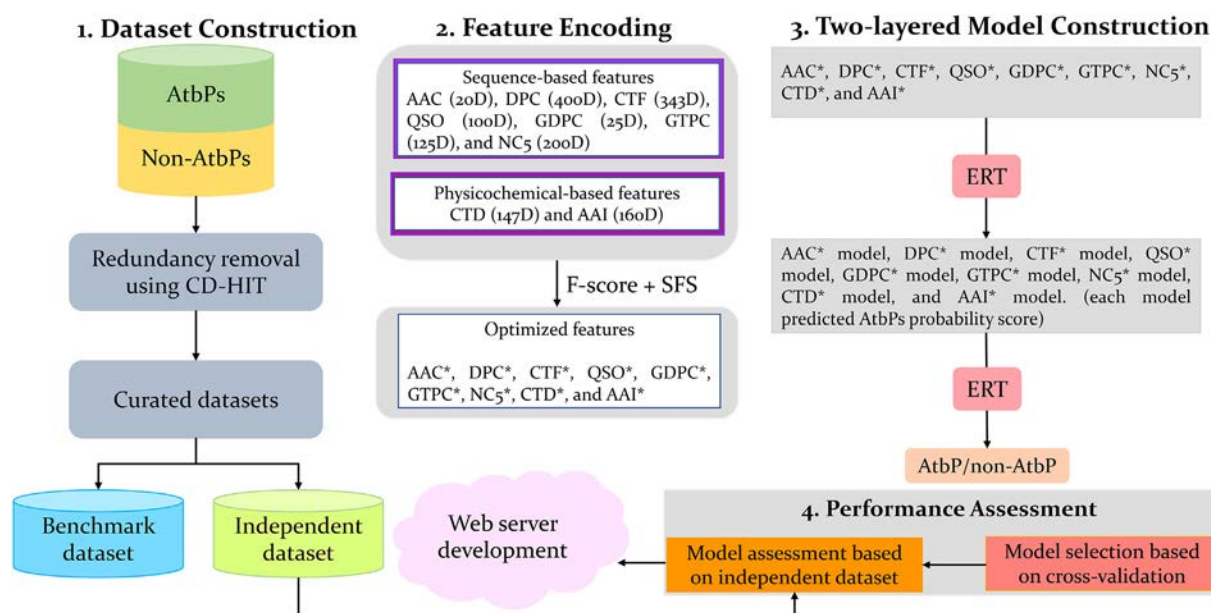 1. Dataset Construction
AtbPs
Non-AtbPs
Redundancy removal
using CD-HIT
Curated datasets
Benchmark
dataset
Independent
dataset
2. Feature Encoding
Sequence-based features
AAC (20D), DPC (400D), CTF (343D),
QSO (100D), GDPC (25D), GTPC
(125D), and NC5 (200D)
Physicochemical-based features
CTD (147D) and AAI (160D)
F-score + SFS
Optimized features
AAC*, DPC*, CTF*, QSO*, GDPC*,
GTPC*, NC5*, CTD*, and AAI*
3. Two-layered Model Construction
AAC*, DPC*, CTF*, QSO*, GDPC*, GTPC*, NC5*,
CTD*, and AAI*
ERT
AAC* model, DPC* model, CTF* model, QSO*
model, GDPC* model, GTPC* model, NC5* model,
CTD* model, and AAI* model. (each model
predicted AtbPs probability score)
ERT
AtbP/non-AtbP
4. Performance Assessment
Model selection based
on cross-validation
Model assessment based
on independent dataset
Web server
development